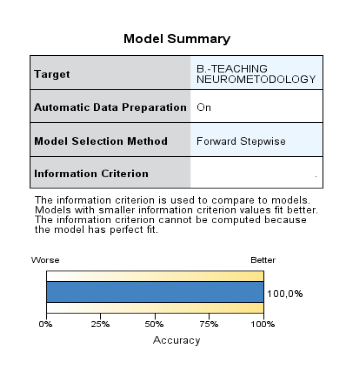 Model Summary
Target
B.-TEACHING
NEUROMETODOLOGY
Automatic Data Preparation On
Model Selection Method Forward Stepwise
Information Criterion .
The information criterion is used to compare to models.
Models with smaller information criterion values fit better.
The information criterion cannot be computed because
the model has perfect fit.
Worse Better
100,0%
0% 25% 50% 75% 100%
Accuracy